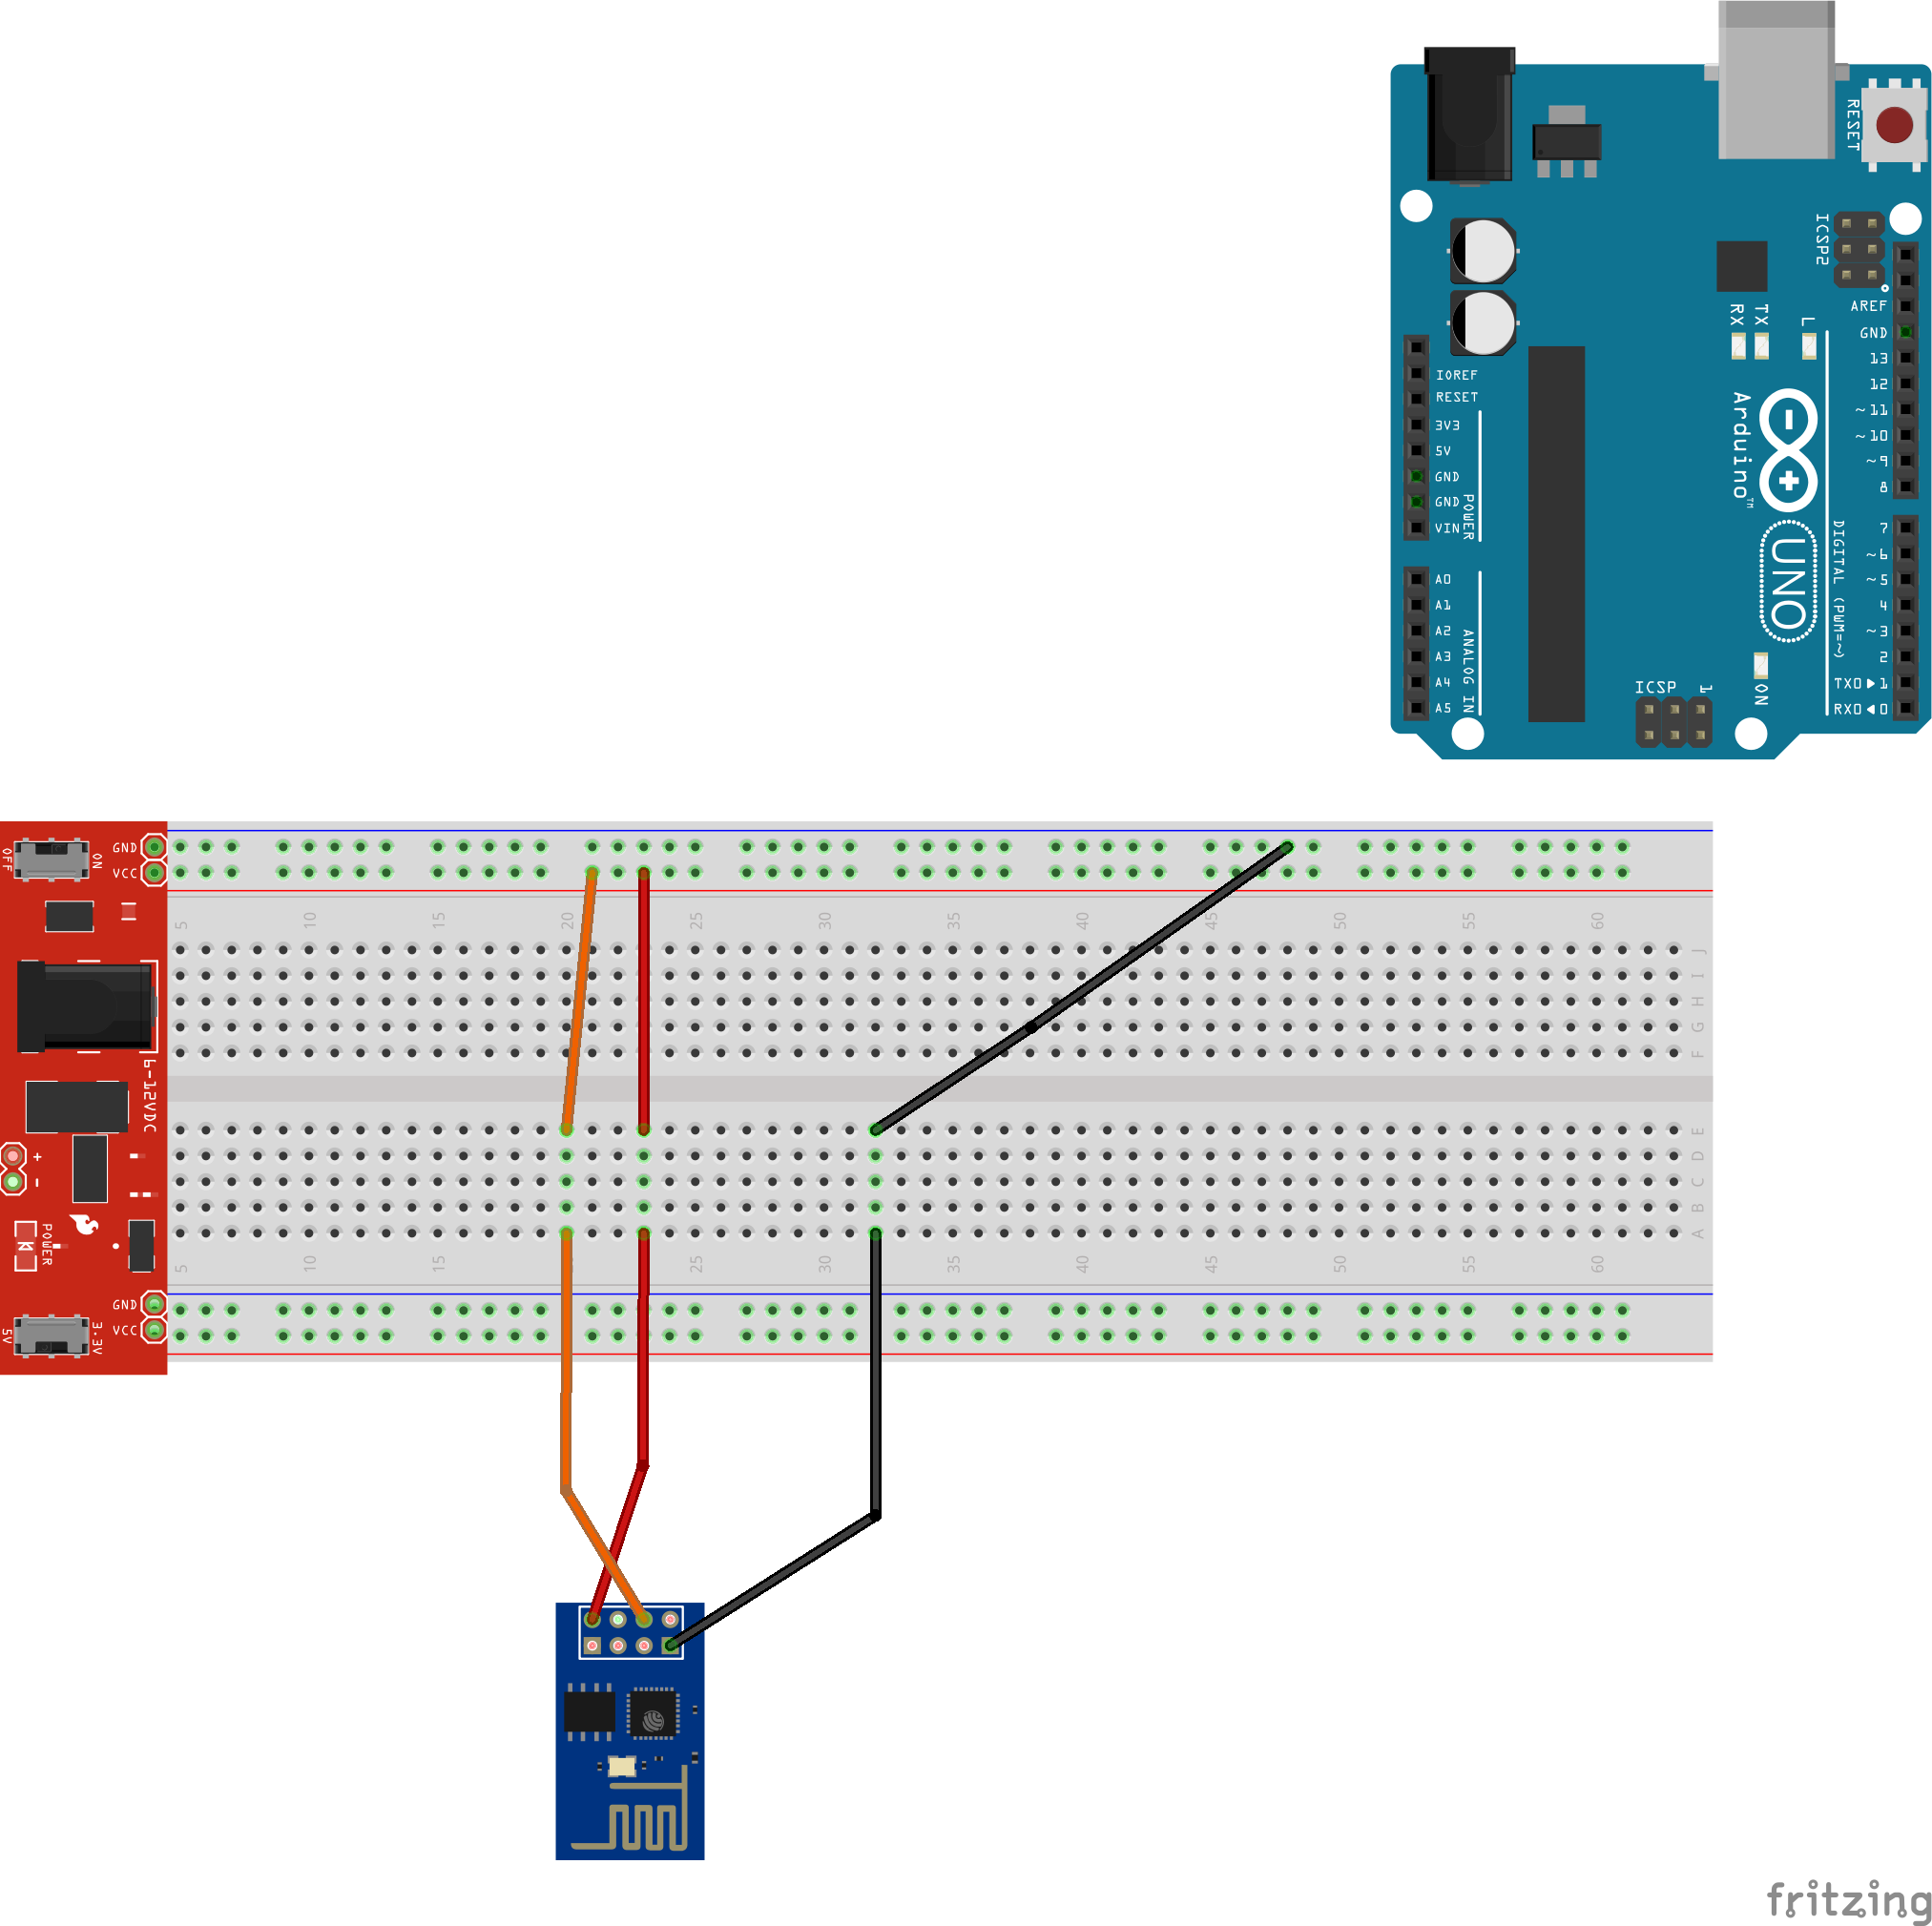 RESET
ICSP2
AREF
GND
13
12
~11
~10
~9
8
RX
TX
L
IOREF
RESET
3V3
5V
GND
GND
VIN
POWER
Arduino™
UNO
7
~6
~5
4
~3
2
TX0▶1
RX0◀0
DIGITAL (PWM=~)
A0
A1
A2
A3
A4
A5
ANALOG IN
ICSP
1
ON
OFF
ON
GND
VCC
6-12VDC
+
-
POWER
GND
VCC
5V
3.3V
5 10 15 20 25 30 35 40 45 50 55 60
J
I
H
G
F
E
D
C
B
A
5 10 15 25 30 35 40 45 50 55 60
fritzing